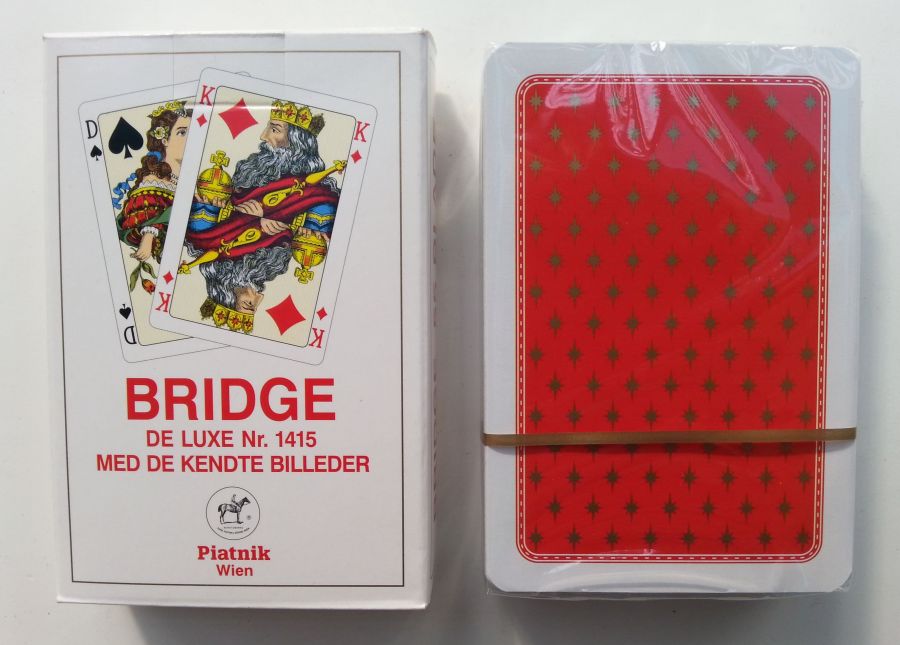 D
K
K
K
K
D
BRIDGE
DE LUXE Nr. 1415
MED DE KENDTE BILLEDER
®
Piatnik
Wien